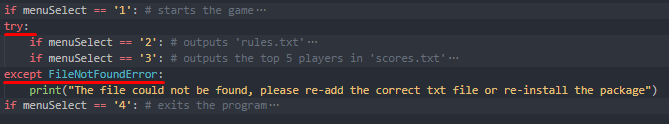 if menuSelect == '1': # starts the game⋯
try:
    if menuSelect == '2': # outputs 'rules.txt'⋯
    if menuSelect == '3': # outputs the top 5 players in 'scores.txt'⋯
except FileNotFoundError:
    print("The file could not be found, please re-add the correct txt file or re-install the package")
if menuSelect == '4': # exits the program⋯